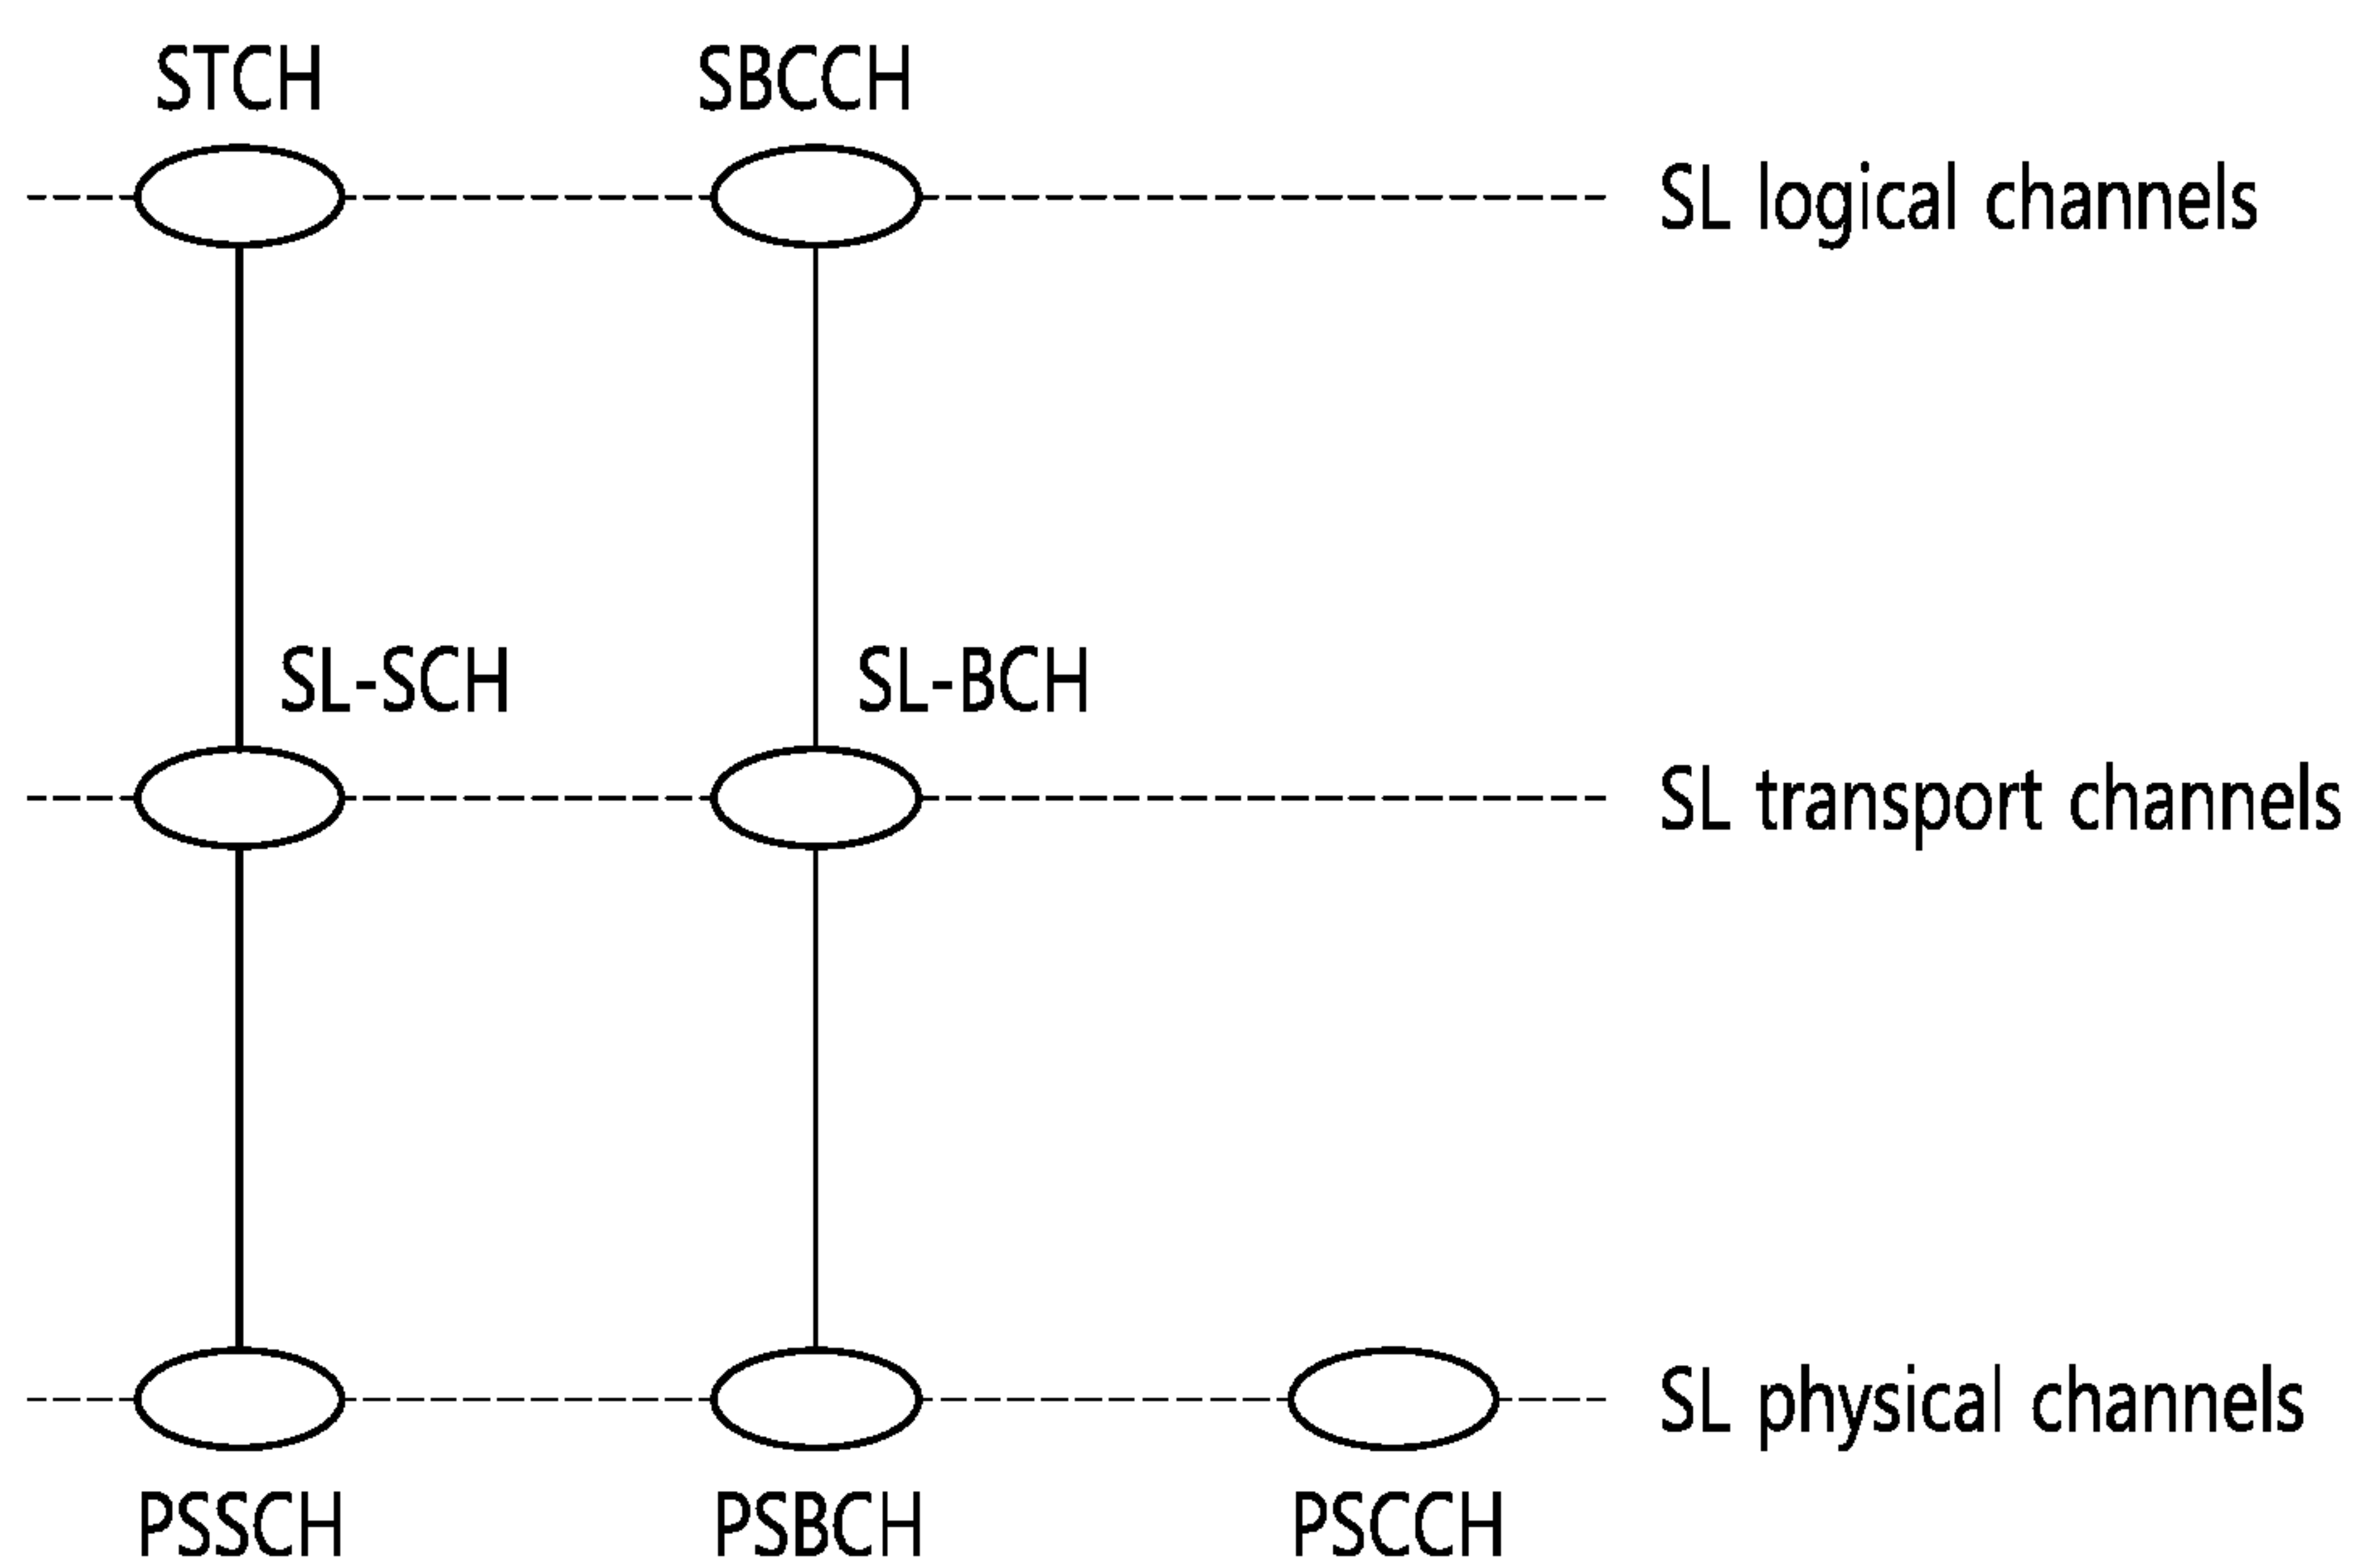 STCH
SBCCH
SL logical channels
SL-SCH
SL-BCH
SL transport channels
SL physical channels
PSSCH
PSBCH
PSCCH